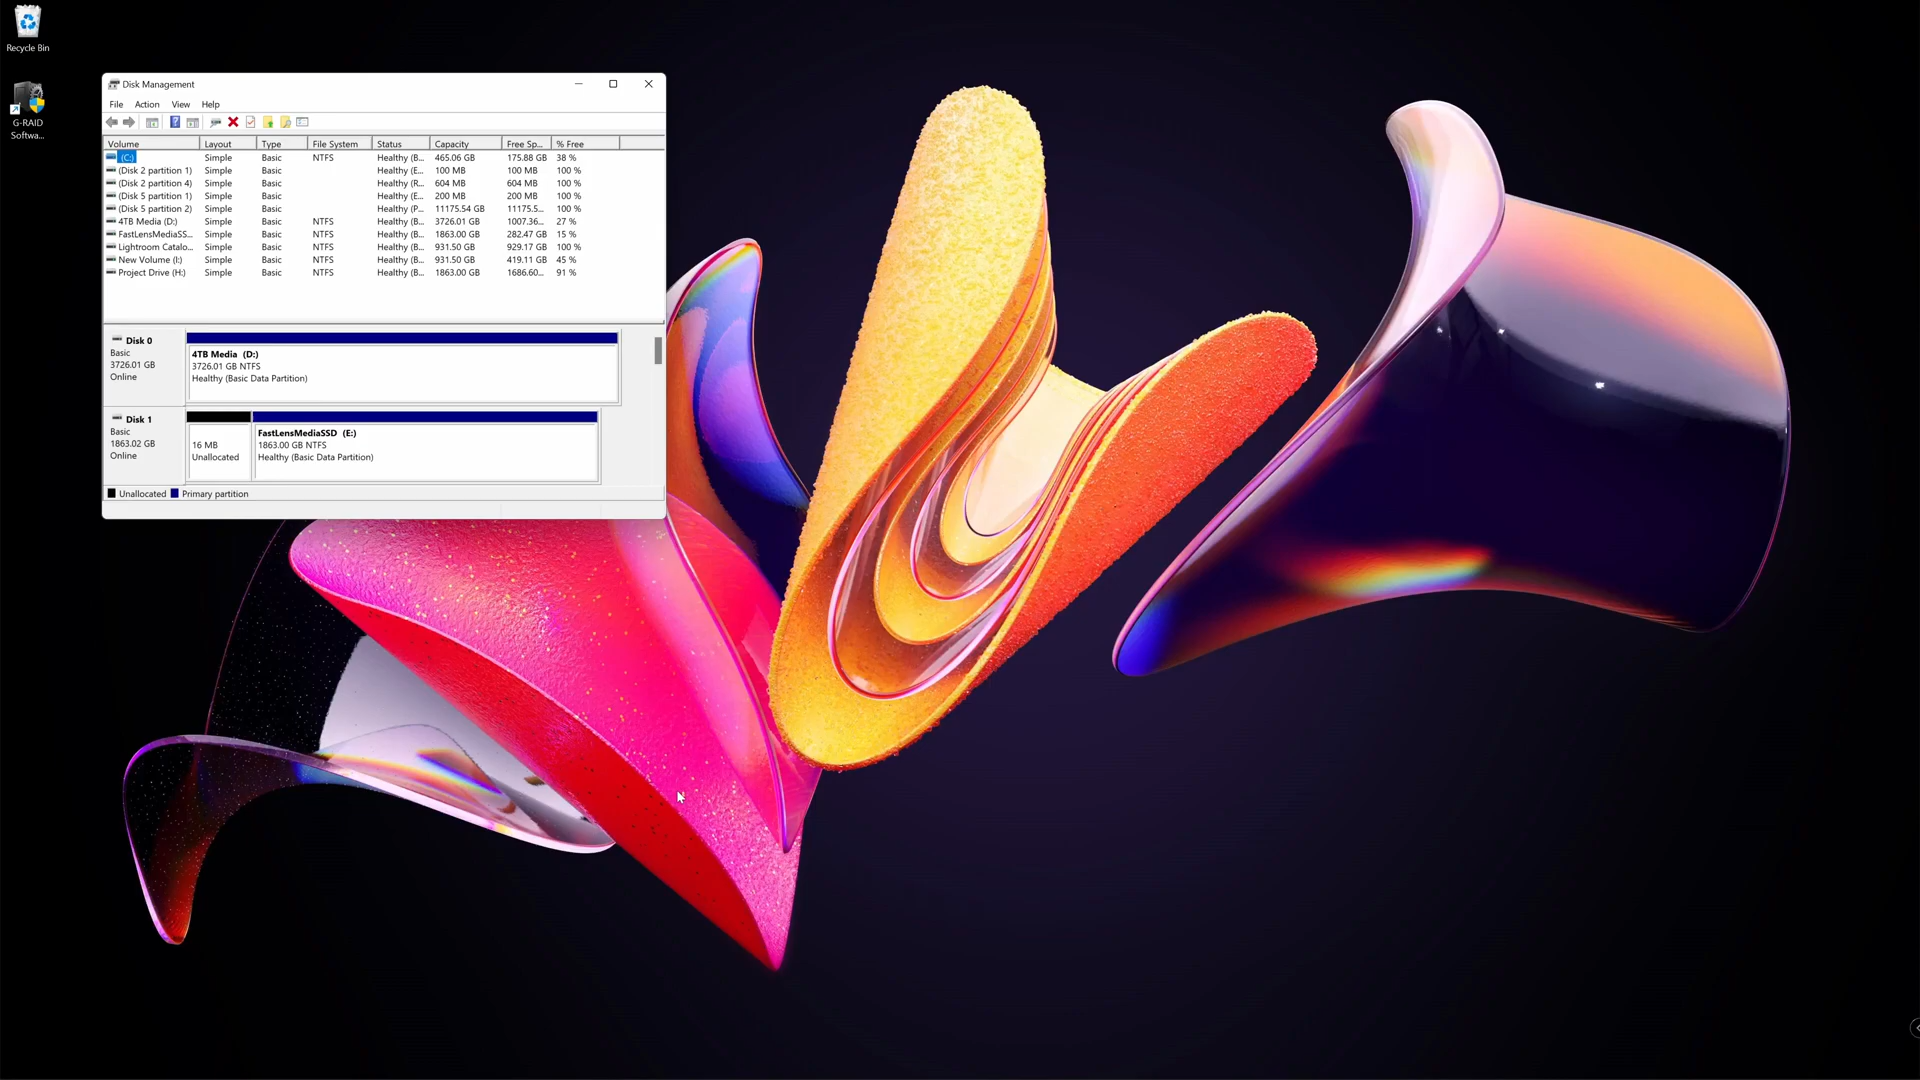 Recycle Bin
G-RAID
Softwa...
Disk Management
File Action View Help
Volume Layout Type File System Status Capacity Free Sp... % Free
(C:) Simple Basic NTFS Healthy (B... 465.06 GB 175.88 GB 38 %
(Disk 2 partition 1) Simple Basic Healthy (E... 100 MB 100 MB 100 %
(Disk 2 partition 4) Simple Basic Healthy (R... 604 MB 604 MB 100 %
(Disk 5 partition 1) Simple Basic Healthy (E... 200 MB 200 MB 100 %
(Disk 5 partition 2) Simple Basic Healthy (P... 11175.54 GB 11175.5... 100 %
4TB Media (D:) Simple Basic NTFS Healthy (B... 3726.01 GB 1007.36... 27 %
FastLensMediaSS... Simple Basic NTFS Healthy (B... 1863.00 GB 282.47 GB 15 %
Lightroom Catalo... Simple Basic NTFS Healthy (B... 931.50 GB 929.17 GB 100 %
New Volume (I:) Simple Basic NTFS Healthy (B... 931.50 GB 419.11 GB 45 %
Project Drive (H:) Simple Basic NTFS Healthy (B... 1863.00 GB 1686.60... 91 %
Disk 0
Basic
3726.01 GB
Online
4TB Media (D:)
3726.01 GB NTFS
Healthy (Basic Data Partition)
Disk 1
Basic
1863.02 GB
Online
16 MB
Unallocated
FastLensMediaSSD (E:)
1863.00 GB NTFS
Healthy (Basic Data Partition)
Unallocated Primary partition